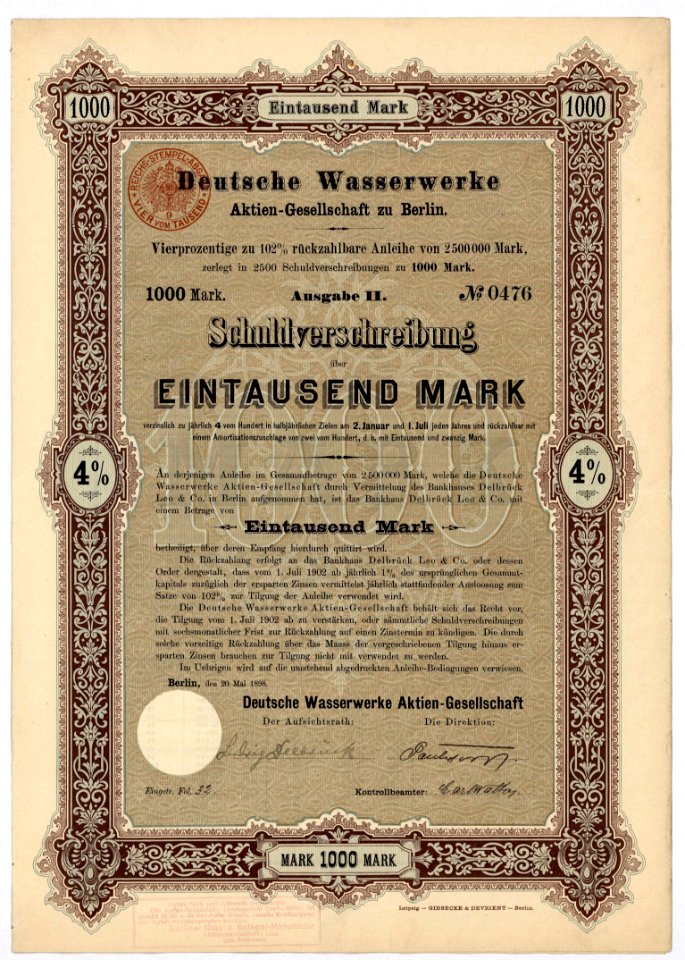 1000
Eintausend Mark
1000
REICHS-STEMPEL-ABGABE
VIER VOM TAUSEND
9
Deutsche Wasserwerke
Aktien-Gesellschaft zu Berlin.
Vierprozentige zu 102% rückzahlbare Anleihe von 2500000 Mark,
zerlegt in 2500 Schuldverschreibungen zu 1000 Mark.
1000 Mark. Ausgabe II. № 0476
Schuldverschreibung
über
EINTAUSEND MARK
verzinslich zu jährlich 4 vom Hundert in halbjährlichen Zielen am 2. Januar und 1. Juli jeden Jahres und rückzahlbar mit
einem Amortisationszuschlage von zwei vom Hundert, d. h. mit Eintausend und zwanzig Mark.
4%
4%
1000
An derjenigen Anleihe im Gesammtbetrage von 2500000 Mark, welche die Deutsche
Wasserwerke Aktien-Gesellschaft durch Vermittelung des Bankhauses Delbrück
Leo & Co. in Berlin aufgenommen hat, ist das Bankhaus Delbrück Leo & Co. mit
einem Betrage von
Eintausend Mark
betheiligt, über deren Empfang hierdurch quittirt wird.
Die Rückzahlung erfolgt an das Bankhaus Delbrück Leo & Co. oder dessen
Order dergestalt, dass vom 1. Juli 1902 ab jährlich 1% des ursprünglichen Gesammt-
kapitals zuzüglich der ersparten Zinsen vermittelst jährlich stattfindender Ausloosung zum
Satze von 102% zur Tilgung der Anleihe verwendet wird.
Die Deutsche Wasserwerke Aktien-Gesellschaft behält sich das Recht vor,
die Tilgung vom 1. Juli 1902 ab zu verstärken, oder sämmtliche Schuldverschreibungen
mit sechsmonatlicher Frist zur Rückzahlung auf einen Zinstermin zu kündigen. Die durch
solche vorzeitige Rückzahlung über das Maass der vorgeschriebenen Tilgung hinaus er-
sparten Zinsen brauchen zur Tilgung nicht mit verwendet zu werden.
Im Uebrigen wird auf die umstehend abgedruckten Anleihe-Bedingungen verwiesen.
Berlin, den 20. Mai 1898.
Deutsche Wasserwerke Aktien-Gesellschaft
Der Aufsichtsrath: Die Direktion:
Eingetr. Fol. 32. Kontrollbeamter:
MARK 1000 MARK
Leipzig — GIESECKE & DEVRIENT — Berlin.